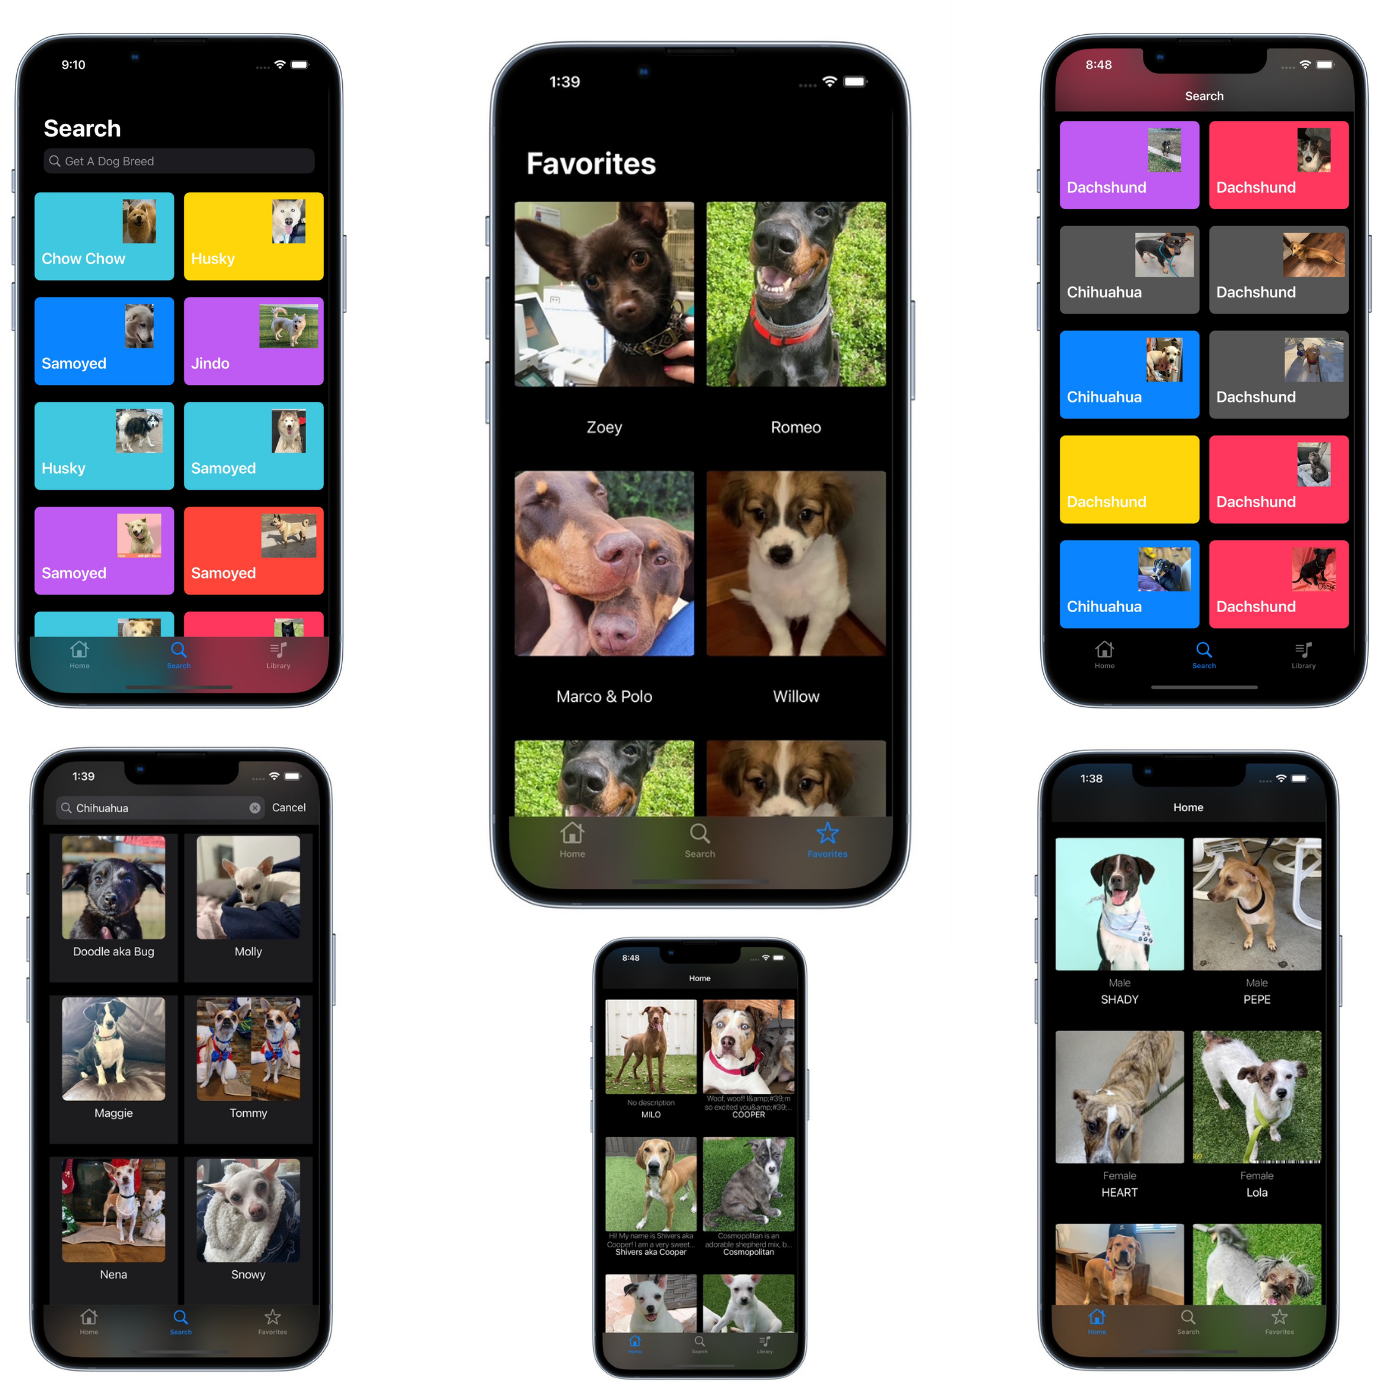 9:10
Search
Get A Dog Breed
Chow Chow
Husky
Samoyed
Jindo
Husky
Samoyed
Samoyed
Samoyed
Home
Search
Library
1:39
Favorites
Zoey
Romeo
Marco & Polo
Willow
Home
Search
Favorites
8:48
Search
Dachshund
Dachshund
Chihuahua
Dachshund
Chihuahua
Dachshund
Dachshund
Dachshund
Chihuahua
Dachshund
Home
Search
Library
1:39
Chihuahua
Cancel
Doodle aka Bug
Molly
Maggie
Tommy
Nena
Snowy
Home
Search
Favorites
8:48
Home
No description
MILO
Woof, woof! I&amp;#39;m
so excited you&amp;#39;...
COOPER
Hi! My name is Shivers aka
Cooper! I am a very sweet...
Shivers aka Cooper
Cosmopolitan is an
adorable shepherd mix, b...
Cosmopolitan
Home
Search
Library
1:38
Home
Male
SHADY
Male
PEPE
Female
HEART
Female
Lola
Home
Search
Favorites